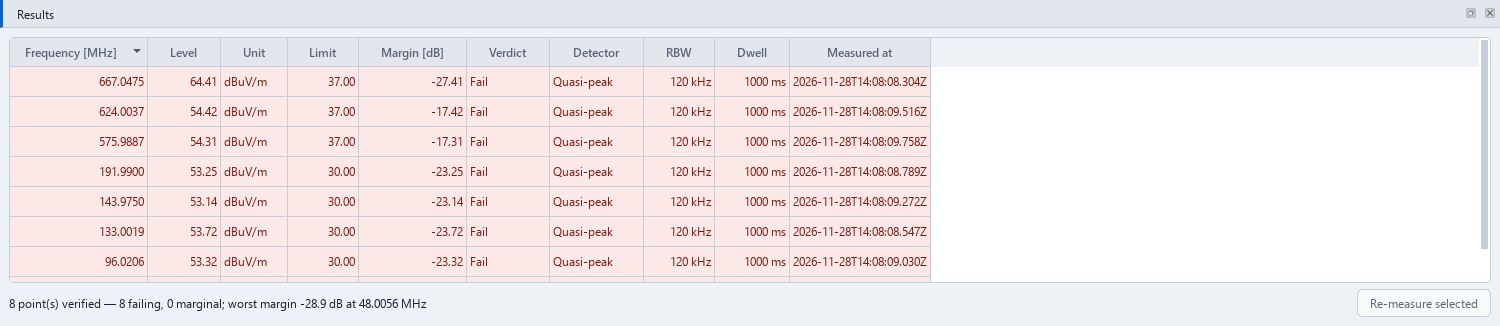 Results
Frequency [MHz] Level Unit Limit Margin [dB] Verdict Detector RBW Dwell Measured at
667.0475 64.41 dBuV/m 37.00 -27.41 Fail Quasi-peak 120 kHz 1000 ms 2026-11-28T14:08:08.304Z
624.0037 54.42 dBuV/m 37.00 -17.42 Fail Quasi-peak 120 kHz 1000 ms 2026-11-28T14:08:09.516Z
575.9887 54.31 dBuV/m 37.00 -17.31 Fail Quasi-peak 120 kHz 1000 ms 2026-11-28T14:08:09.758Z
191.9900 53.25 dBuV/m 30.00 -23.25 Fail Quasi-peak 120 kHz 1000 ms 2026-11-28T14:08:08.789Z
143.9750 53.14 dBuV/m 30.00 -23.14 Fail Quasi-peak 120 kHz 1000 ms 2026-11-28T14:08:09.272Z
133.0019 53.72 dBuV/m 30.00 -23.72 Fail Quasi-peak 120 kHz 1000 ms 2026-11-28T14:08:08.547Z
96.0206 53.32 dBuV/m 30.00 -23.32 Fail Quasi-peak 120 kHz 1000 ms 2026-11-28T14:08:09.030Z
8 point(s) verified — 8 failing, 0 marginal; worst margin -28.9 dB at 48.0056 MHz
Re-measure selected